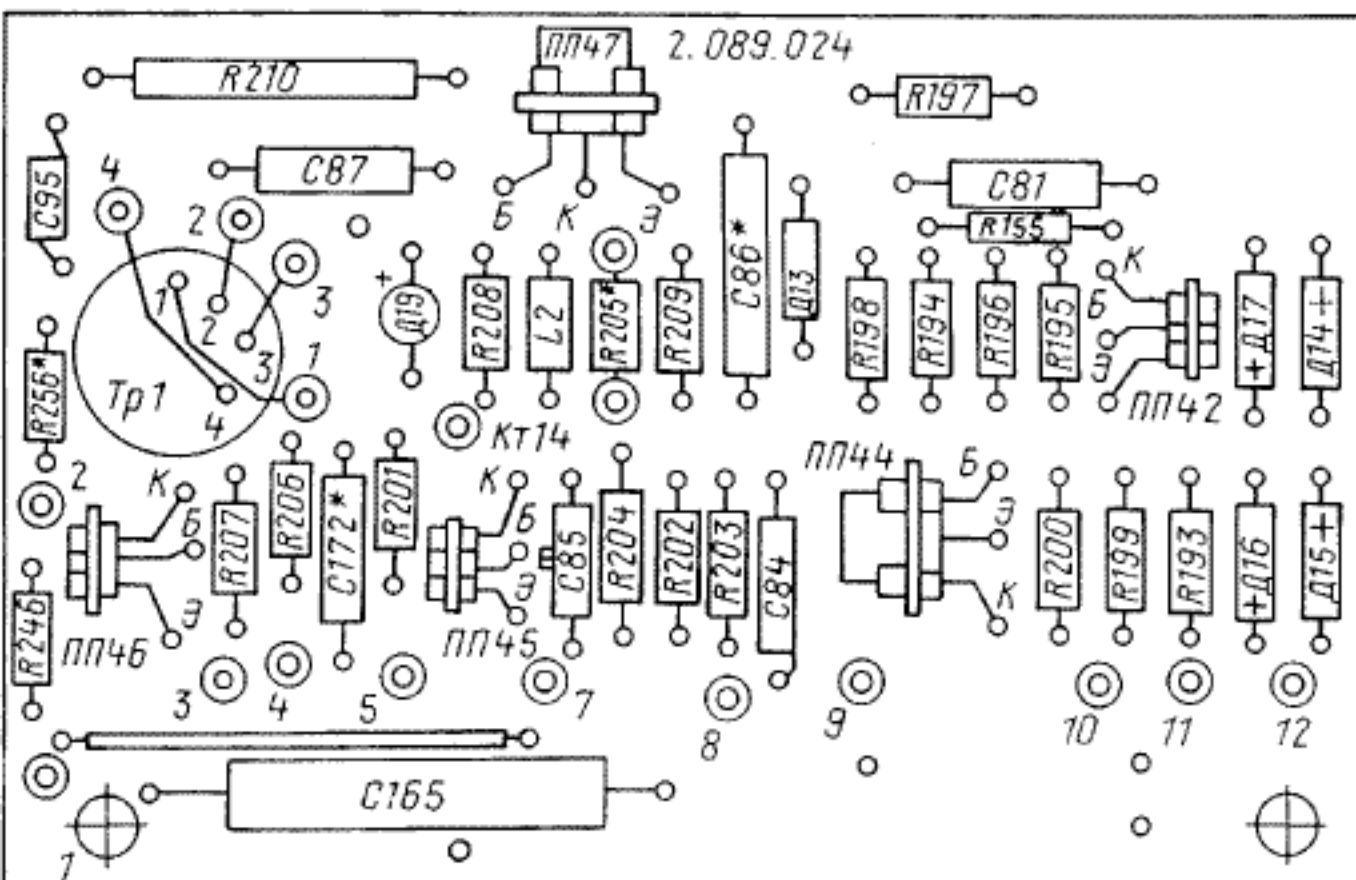 ПП47 2.089.024
R210
R197
C87
C81
C95
4
2
3
Б К Э
R155
C86*
Д13
К
Б
Э
1
2
3
4
1
Тр1
+
Д19
R208
L2
R205*
R209
R198
R194
R196
R195
ПП42
+Д17
Д14+
R256*
Кт14
2
К
Б
Э
ПП46
R207
R206
C172*
R201
К
Б
Э
ПП45
C85
R204
R202
R203
C84
ПП44
Б
Э
К
R200
R199
R193
+Д16
Д15+
R246
3
4
5
7
8
9
10
11
12
C165
1